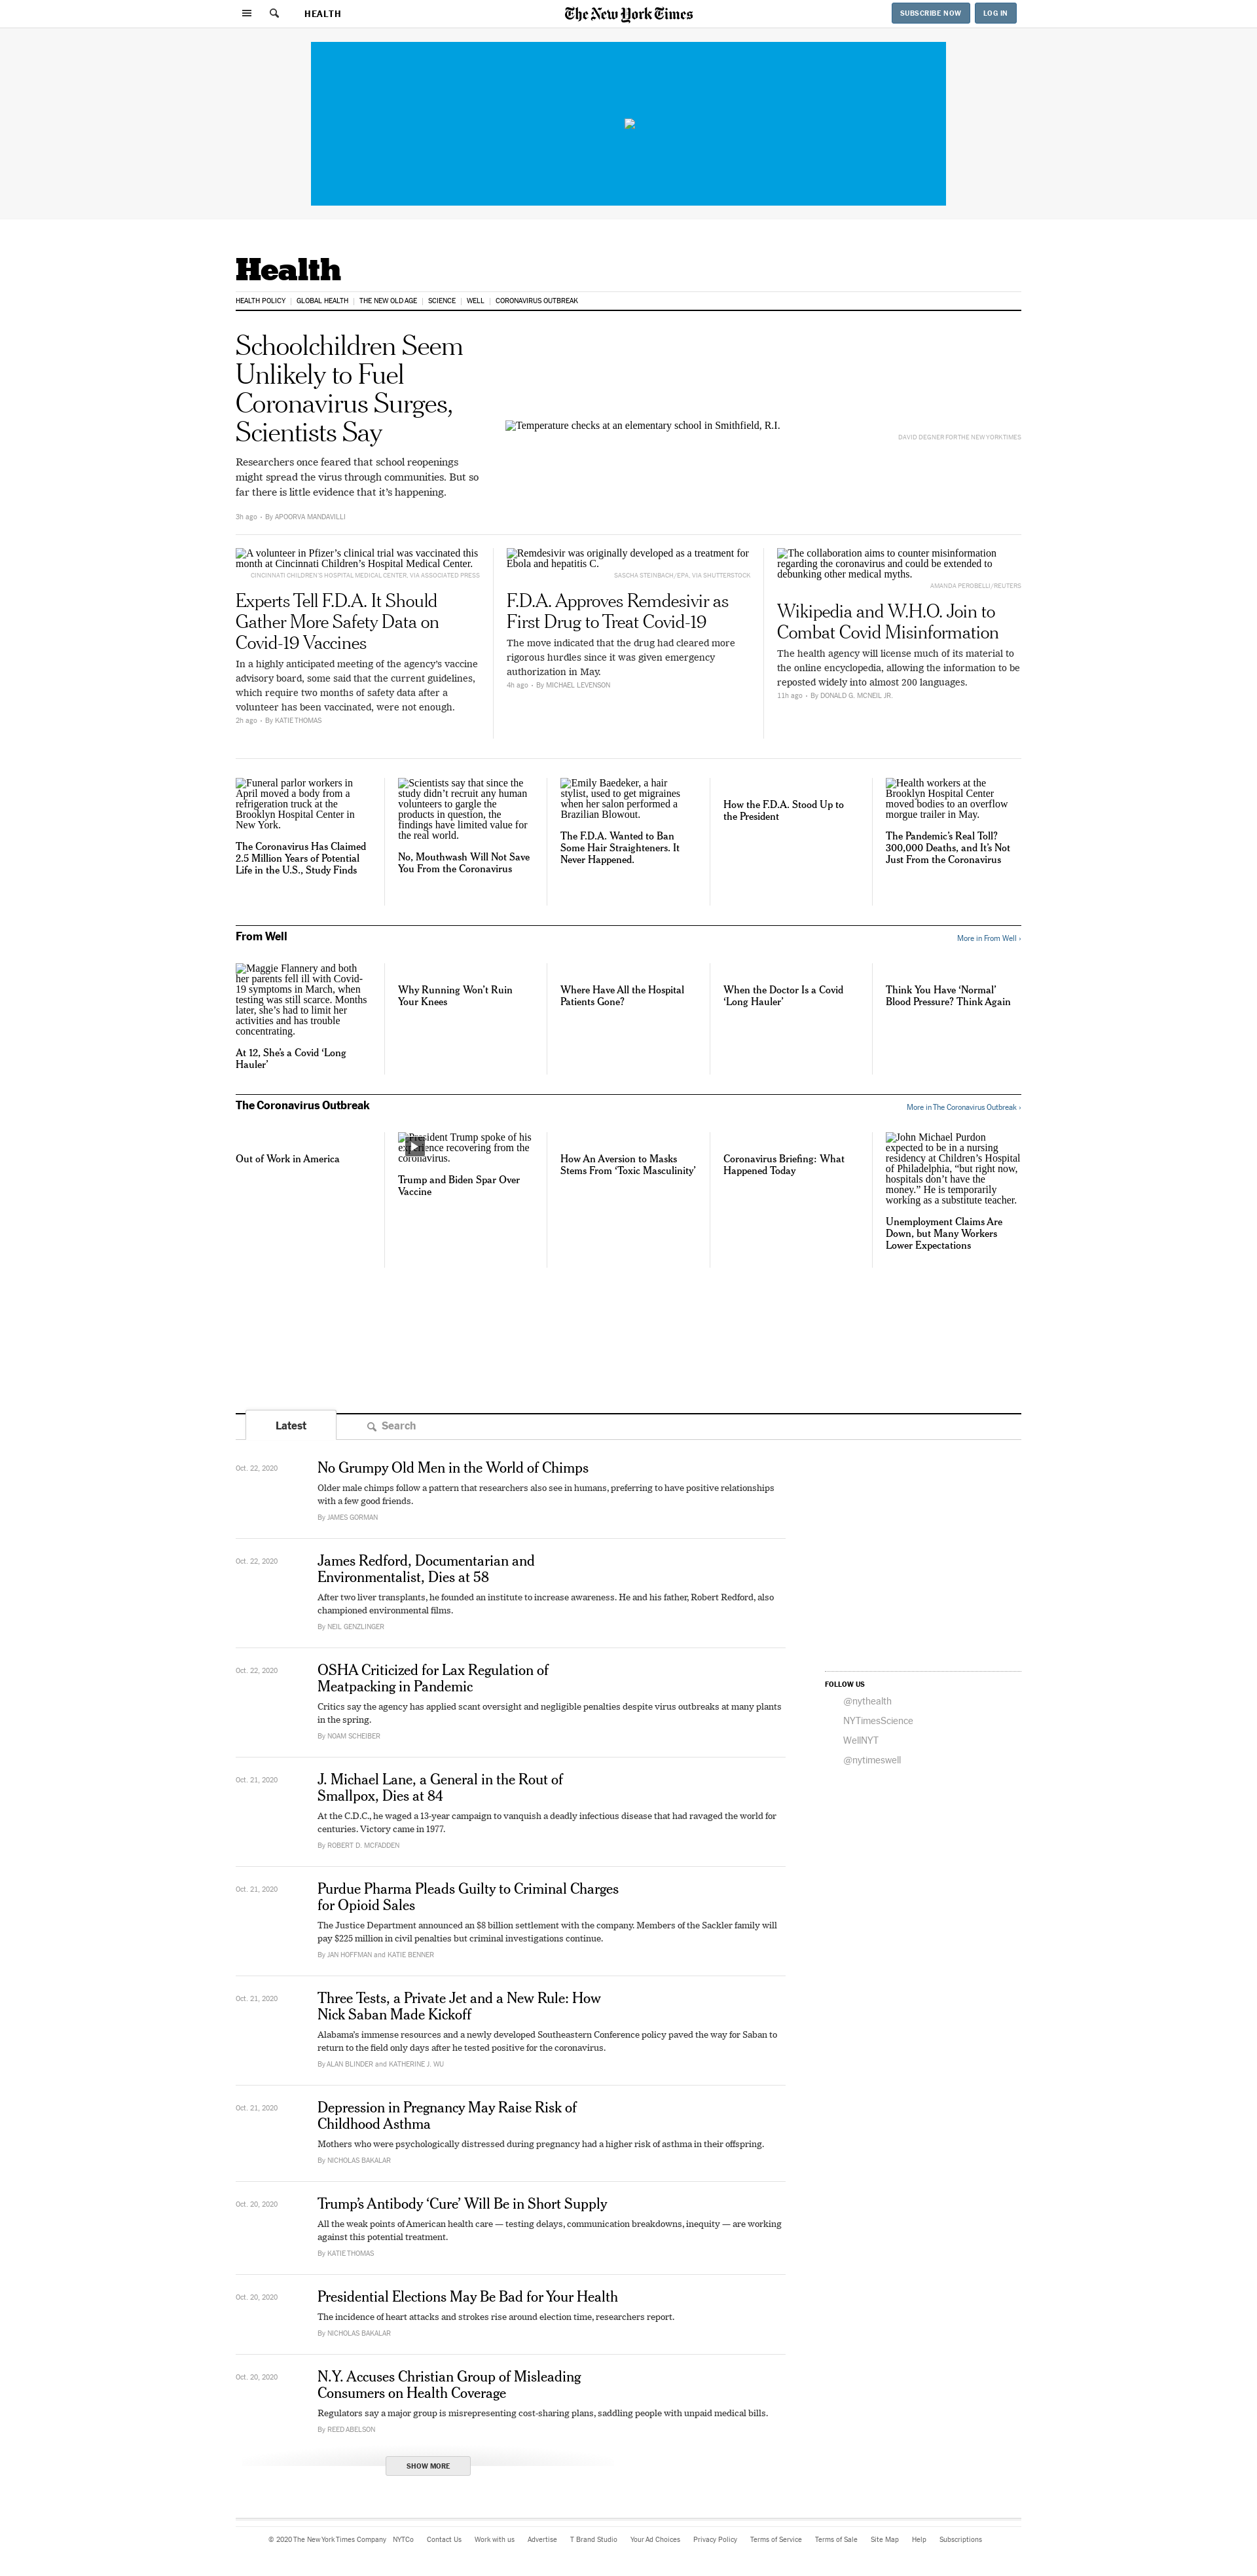 HEALTH
The New York Times
SUBSCRIBE NOW
LOG IN
Health
HEALTH POLICY | GLOBAL HEALTH | THE NEW OLD AGE | SCIENCE | WELL | CORONAVIRUS OUTBREAK
Schoolchildren Seem
Unlikely to Fuel
Coronavirus Surges,
Scientists Say
Researchers once feared that school reopenings
might spread the virus through communities. But so
far there is little evidence that it's happening.
3h ago • By APOORVA MANDAVILLI
Temperature checks at an elementary school in Smithfield, R.I.
DAVID DEGNER FOR THE NEW YORK TIMES
A volunteer in Pfizer's clinical trial was vaccinated this
month at Cincinnati Children's Hospital Medical Center.
CINCINNATI CHILDREN'S HOSPITAL MEDICAL CENTER, VIA ASSOCIATED PRESS
Experts Tell F.D.A. It Should
Gather More Safety Data on
Covid-19 Vaccines
In a highly anticipated meeting of the agency's vaccine
advisory board, some said that the current guidelines,
which require two months of safety data after a
volunteer has been vaccinated, were not enough.
2h ago • By KATIE THOMAS
Remdesivir was originally developed as a treatment for
Ebola and hepatitis C.
SASCHA STEINBACH/EPA, VIA SHUTTERSTOCK
F.D.A. Approves Remdesivir as
First Drug to Treat Covid-19
The move indicated that the drug had cleared more
rigorous hurdles since it was given emergency
authorization in May.
4h ago • By MICHAEL LEVENSON
The collaboration aims to counter misinformation
regarding the coronavirus and could be extended to
debunking other medical myths.
AMANDA PEROBELLI/REUTERS
Wikipedia and W.H.O. Join to
Combat Covid Misinformation
The health agency will license much of its material to
the online encyclopedia, allowing the information to be
reposted widely into almost 200 languages.
11h ago • By DONALD G. MCNEIL JR.
Funeral parlor workers in
April moved a body from a
refrigeration truck at the
Brooklyn Hospital Center in
New York.
The Coronavirus Has Claimed
2.5 Million Years of Potential
Life in the U.S., Study Finds
Scientists say that since the
study didn't recruit any human
volunteers to gargle the
products in question, the
findings have limited value for
the real world.
No, Mouthwash Will Not Save
You From the Coronavirus
Emily Baedeker, a hair
stylist, used to get migraines
when her salon performed a
Brazilian Blowout.
The F.D.A. Wanted to Ban
Some Hair Straighteners. It
Never Happened.
How the F.D.A. Stood Up to
the President
Health workers at the
Brooklyn Hospital Center
moved bodies to an overflow
morgue trailer in May.
The Pandemic's Real Toll?
300,000 Deaths, and It's Not
Just From the Coronavirus
From Well
More in From Well ›
Maggie Flannery and both
her parents fell ill with Covid-
19 symptoms in March, when
testing was still scarce. Months
later, she's had to limit her
activities and has trouble
concentrating.
At 12, She's a Covid 'Long
Hauler'
Why Running Won't Ruin
Your Knees
Where Have All the Hospital
Patients Gone?
When the Doctor Is a Covid
'Long Hauler'
Think You Have 'Normal'
Blood Pressure? Think Again
The Coronavirus Outbreak
More in The Coronavirus Outbreak ›
Out of Work in America
President Trump spoke of his
experience recovering from the
coronavirus.
Trump and Biden Spar Over
Vaccine
How An Aversion to Masks
Stems From 'Toxic Masculinity'
Coronavirus Briefing: What
Happened Today
John Michael Purdon
expected to be in a nursing
residency at Children's Hospital
of Philadelphia, "but right now,
hospitals don't have the
money." He is temporarily
working as a substitute teacher.
Unemployment Claims Are
Down, but Many Workers
Lower Expectations
Latest
Search
Oct. 22, 2020
No Grumpy Old Men in the World of Chimps
Older male chimps follow a pattern that researchers also see in humans, preferring to have positive relationships
with a few good friends.
By JAMES GORMAN
Oct. 22, 2020
James Redford, Documentarian and
Environmentalist, Dies at 58
After two liver transplants, he founded an institute to increase awareness. He and his father, Robert Redford, also
championed environmental films.
By NEIL GENZLINGER
Oct. 22, 2020
OSHA Criticized for Lax Regulation of
Meatpacking in Pandemic
Critics say the agency has applied scant oversight and negligible penalties despite virus outbreaks at many plants
in the spring.
By NOAM SCHEIBER
FOLLOW US
@nythealth
NYTimesScience
WellNYT
@nytimeswell
Oct. 21, 2020
J. Michael Lane, a General in the Rout of
Smallpox, Dies at 84
At the C.D.C., he waged a 13-year campaign to vanquish a deadly infectious disease that had ravaged the world for
centuries. Victory came in 1977.
By ROBERT D. MCFADDEN
Oct. 21, 2020
Purdue Pharma Pleads Guilty to Criminal Charges
for Opioid Sales
The Justice Department announced an $8 billion settlement with the company. Members of the Sackler family will
pay $225 million in civil penalties but criminal investigations continue.
By JAN HOFFMAN and KATIE BENNER
Oct. 21, 2020
Three Tests, a Private Jet and a New Rule: How
Nick Saban Made Kickoff
Alabama's immense resources and a newly developed Southeastern Conference policy paved the way for Saban to
return to the field only days after he tested positive for the coronavirus.
By ALAN BLINDER and KATHERINE J. WU
Oct. 21, 2020
Depression in Pregnancy May Raise Risk of
Childhood Asthma
Mothers who were psychologically distressed during pregnancy had a higher risk of asthma in their offspring.
By NICHOLAS BAKALAR
Oct. 20, 2020
Trump's Antibody 'Cure' Will Be in Short Supply
All the weak points of American health care — testing delays, communication breakdowns, inequity — are working
against this potential treatment.
By KATIE THOMAS
Oct. 20, 2020
Presidential Elections May Be Bad for Your Health
The incidence of heart attacks and strokes rise around election time, researchers report.
By NICHOLAS BAKALAR
Oct. 20, 2020
N.Y. Accuses Christian Group of Misleading
Consumers on Health Coverage
Regulators say a major group is misrepresenting cost-sharing plans, saddling people with unpaid medical bills.
By REED ABELSON
SHOW MORE
© 2020 The New York Times Company NYTCo Contact Us Work with us Advertise T Brand Studio Your Ad Choices Privacy Policy Terms of Service Terms of Sale Site Map Help Subscriptions